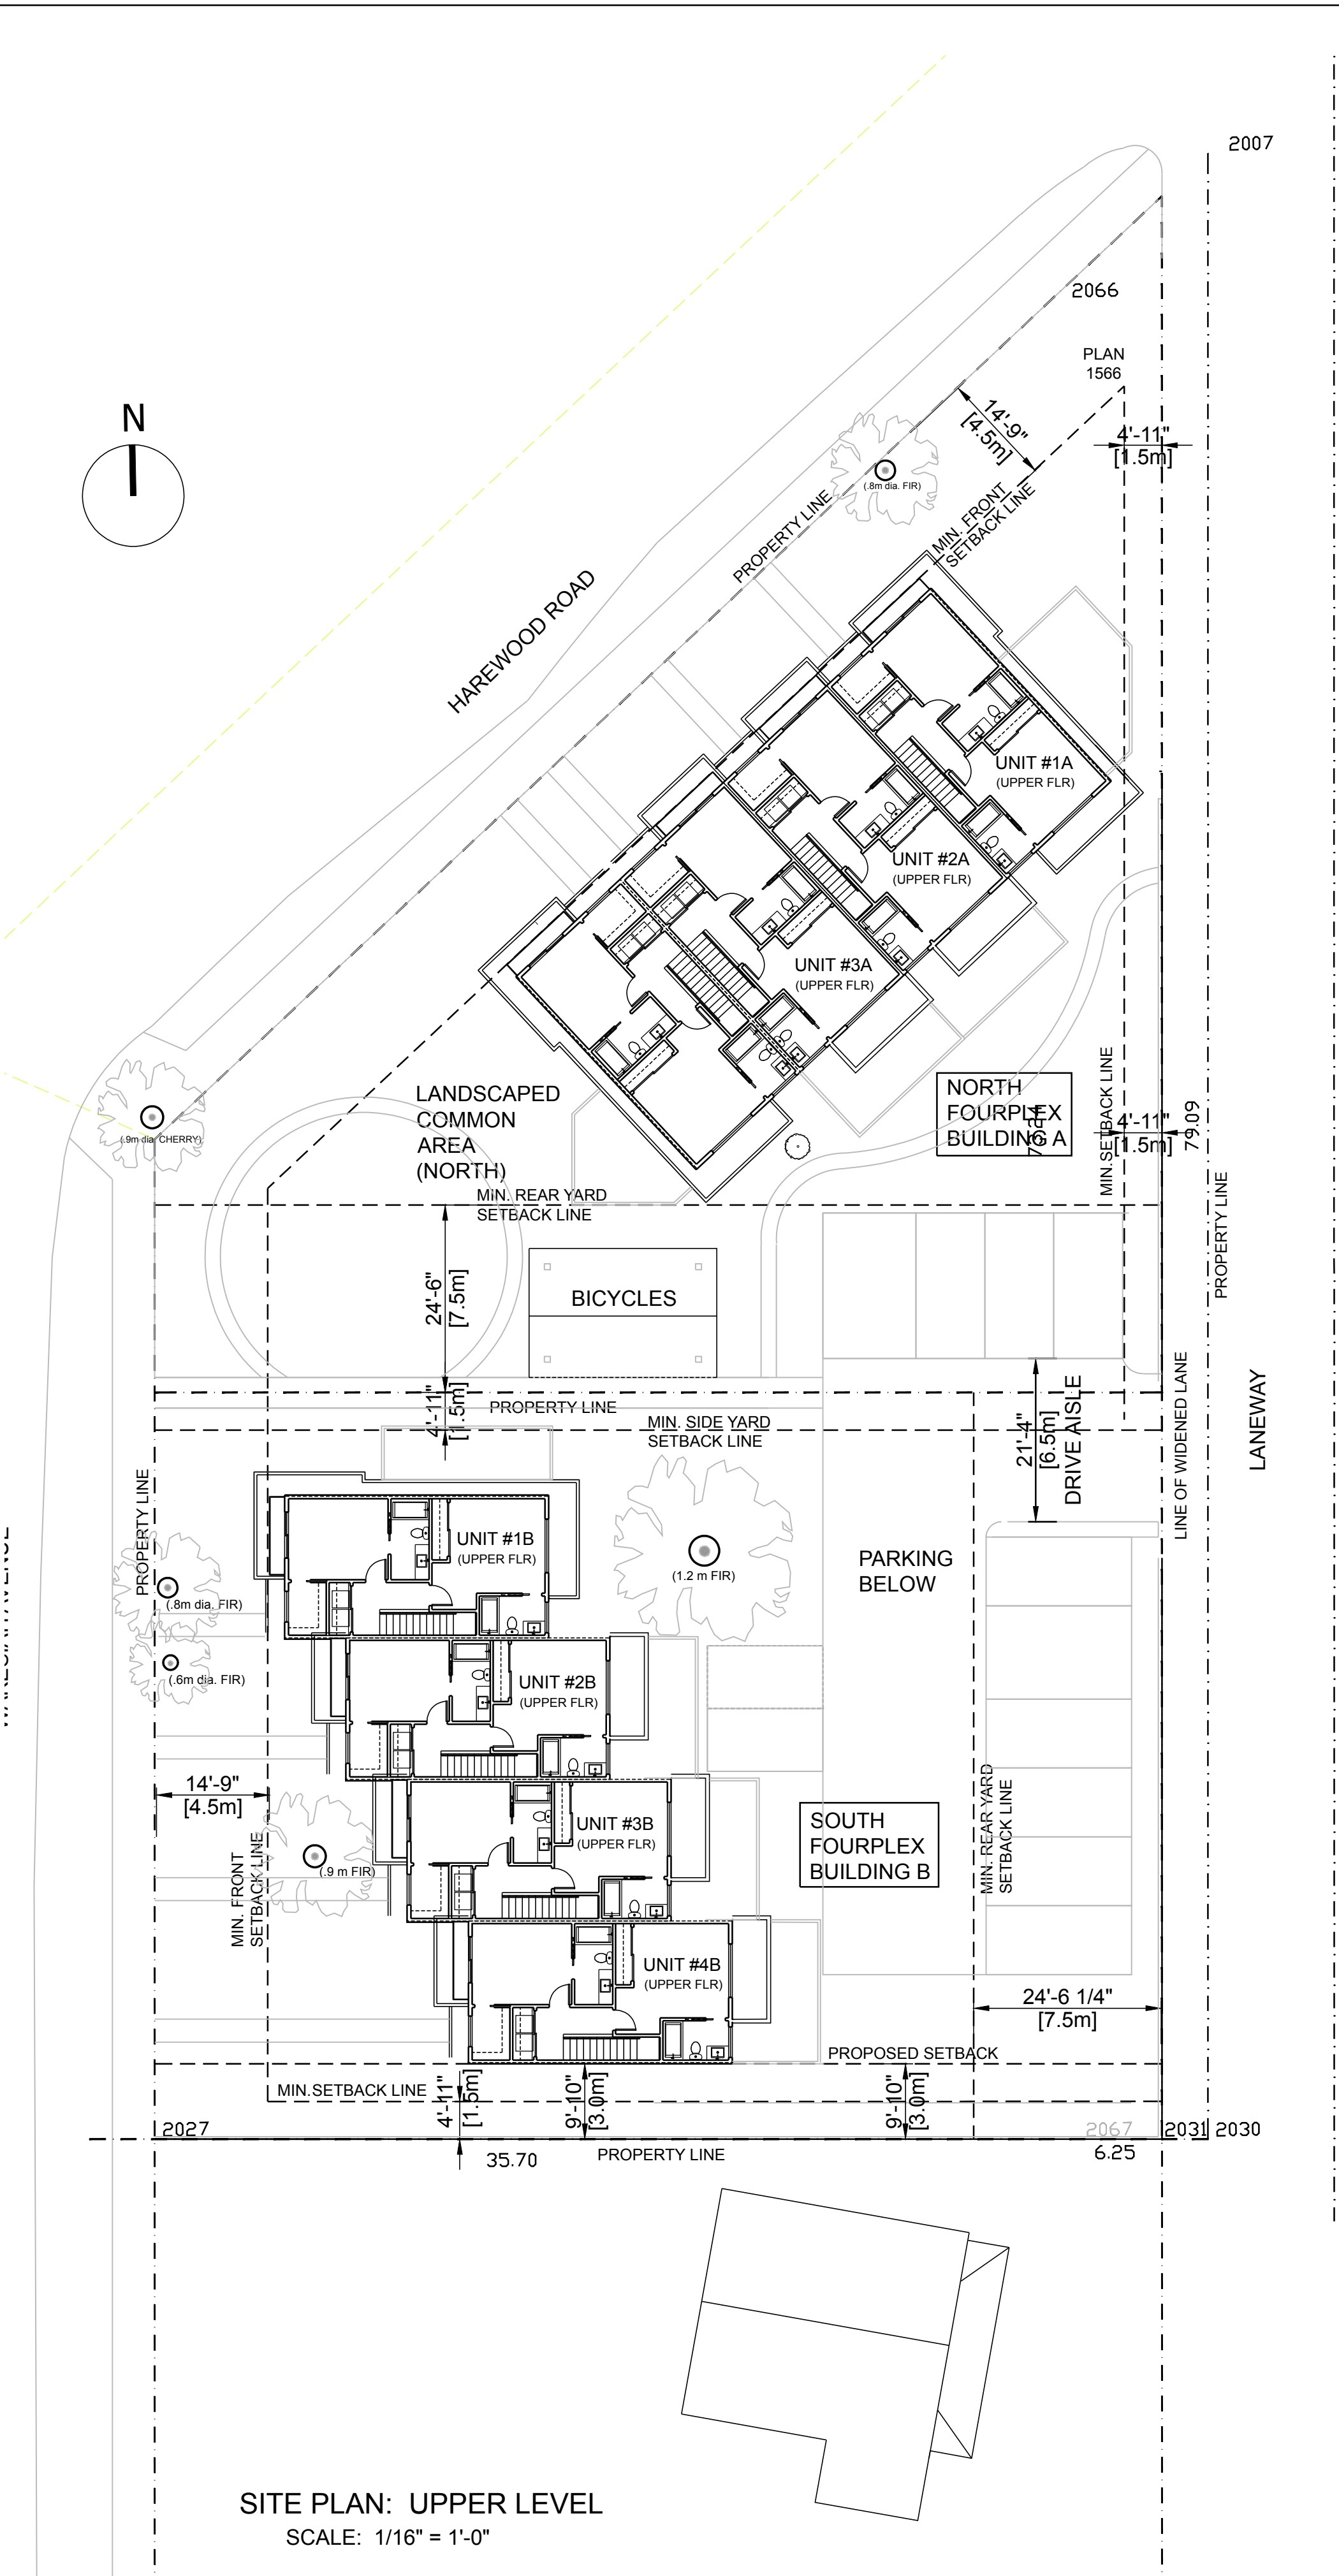 2007
2066
PLAN
1566
14'-9"
[4.5m]
4'-11"
[1.5m]
N
(.8m dia. FIR)
PROPERTY LINE
MIN. FRONT
SETBACK LINE
HAREWOOD ROAD
UNIT #1A
(UPPER FLR)
UNIT #2A
(UPPER FLR)
UNIT #3A
(UPPER FLR)
LANDSCAPED
COMMON
AREA
(NORTH)
NORTH
FOURPLEX
BUILDING A
MIN.SETBACK LINE
4'-11"
[1.5m]
79.09
(.9m dia. CHERRY)
MIN. REAR YARD
SETBACK LINE
PROPERTY LINE
24'-6"
[7.5m]
BICYCLES
4'-11"
[1.5m]
PROPERTY LINE
MIN. SIDE YARD
SETBACK LINE
21'-4"
[6.5m]
DRIVE AISLE
LINE OF WIDENED LANE
LANEWAY
PROPERTY LINE
UNIT #1B
(UPPER FLR)
(1.2 m FIR)
PARKING
BELOW
(.8m dia. FIR)
(.6m dia. FIR)
UNIT #2B
(UPPER FLR)
14'-9"
[4.5m]
UNIT #3B
(UPPER FLR)
SOUTH
FOURPLEX
BUILDING B
MIN. REAR YARD
SETBACK LINE
(.9 m FIR)
MIN. FRONT
SETBACK LINE
UNIT #4B
(UPPER FLR)
24'-6 1/4"
[7.5m]
PROPOSED SETBACK
MIN.SETBACK LINE
4'-11"
[1.5m]
9'-10"
[3.0m]
9'-10"
[3.0m]
2027
2067
2031
2030
35.70
PROPERTY LINE
6.25
SITE PLAN: UPPER LEVEL
SCALE: 1/16" = 1'-0"